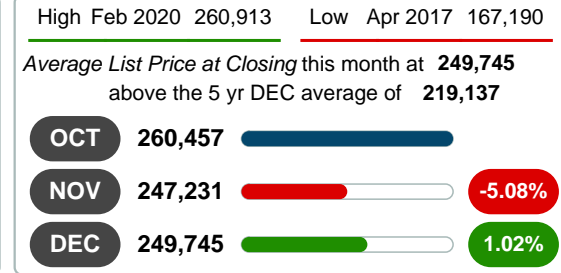 High Feb 2020 260,913 Low Apr 2017 167,190
Average List Price at Closing this month at 249,745
above the 5 yr DEC average of 219,137
OCT 260,457
NOV 247,231 -5.08%
DEC 249,745 1.02%